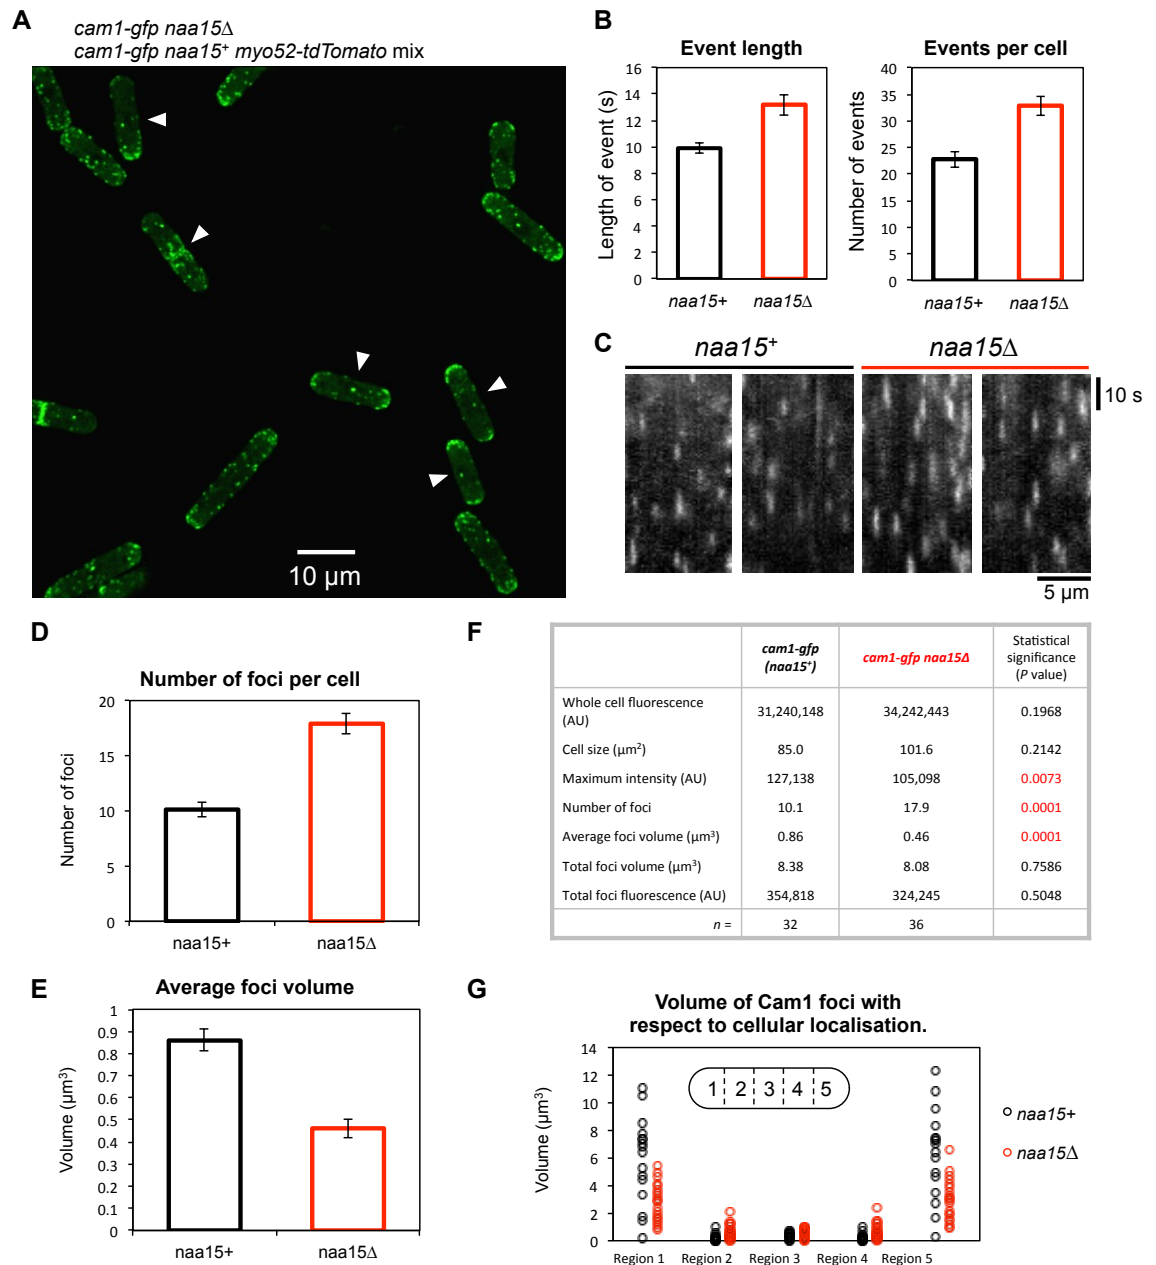 A
cam1-gfp naa15Δ
cam1-gfp naa15+ myo52-tdTomato mix
10 µm
B
Event length
Length of event (s)
16
14
12
10
8
6
4
2
0
naa15+ naa15Δ
Events per cell
Number of events
40
35
30
25
20
15
10
5
0
naa15+ naa15Δ
C
naa15+ naa15Δ
10 s
5 µm
D
Number of foci per cell
Number of foci
20
15
10
5
0
naa15+ naa15Δ
E
Average foci volume
Volume (µm3)
1
0.9
0.8
0.7
0.6
0.5
0.4
0.3
0.2
0.1
0
naa15+ naa15Δ
F
cam1-gfp (naa15+) cam1-gfp naa15Δ Statistical significance (P value)
Whole cell fluorescence (AU) 31,240,148 34,242,443 0.1968
Cell size (µm2) 85.0 101.6 0.2142
Maximum intensity (AU) 127,138 105,098 0.0073
Number of foci 10.1 17.9 0.0001
Average foci volume (µm3) 0.86 0.46 0.0001
Total foci volume (µm3) 8.38 8.08 0.7586
Total foci fluorescence (AU) 354,818 324,245 0.5048
n = 32 36
G
Volume of Cam1 foci with
respect to cellular localisation.
Volume (µm3)
14
12
10
8
6
4
2
0
1 2 3 4 5
naa15+
naa15Δ
Region 1 Region 2 Region 3 Region 4 Region 5